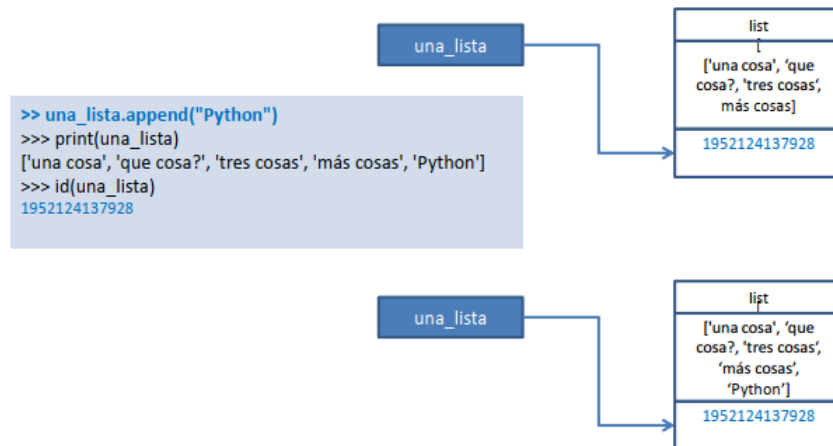 una_lista
list
[
['una cosa', ‘que
cosa?, 'tres cosas‘,
más cosas]
1952124137928
>> una_lista.append("Python")
>>> print(una_lista)
['una cosa', 'que cosa?', 'tres cosas', 'más cosas', 'Python']
>>> id(una_lista)
1952124137928
una_lista
list
['una cosa', ‘que
cosa?, 'tres cosas‘,
‘más cosas’,
‘Python’]
1952124137928